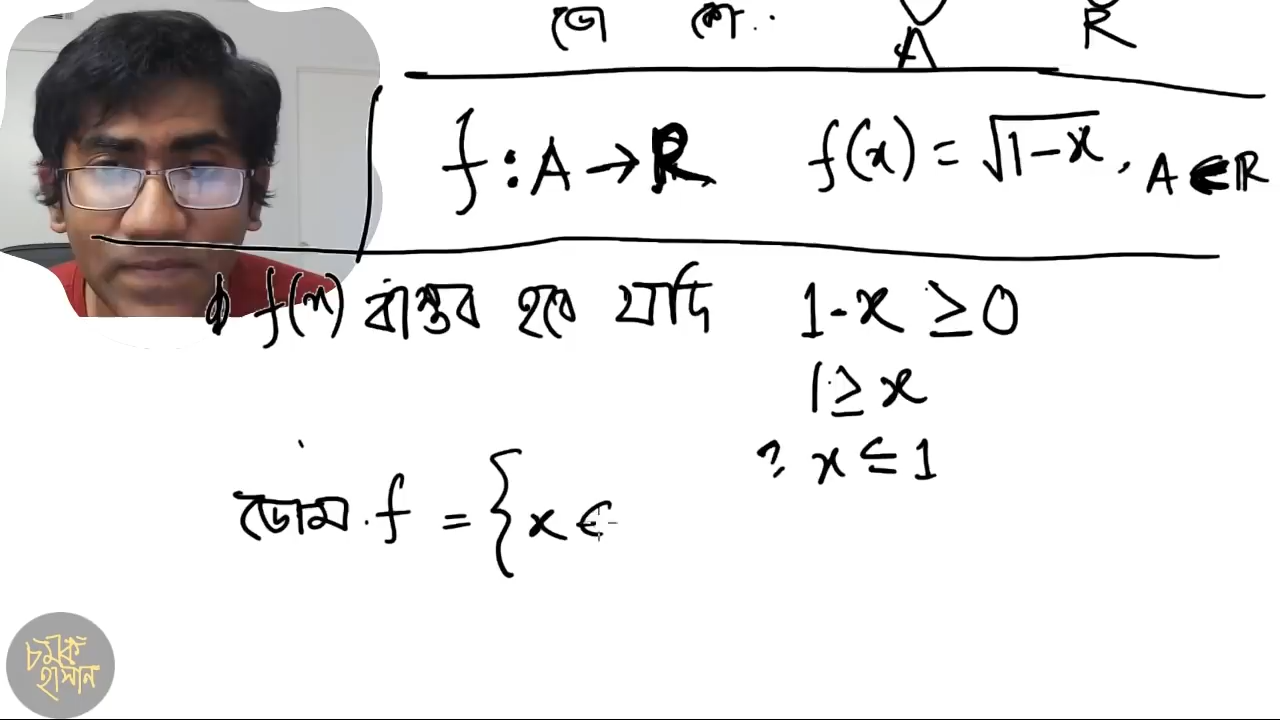 ডো লে..
A R
f : A → R f(x) = √1-x , A ∈ R
f(x) বাস্তব হবে যদি 1-x ≥ 0
1 ≥ x
x ≤ 1
ডোম.f = { x ∈
চমক
হাসান